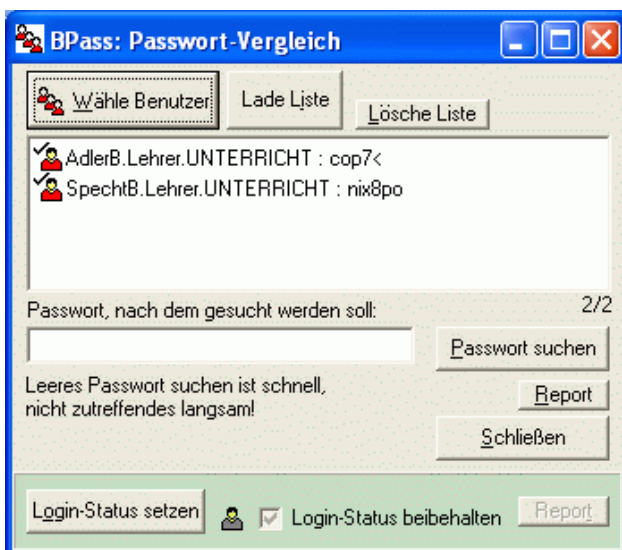 BPass: Passwort-Vergleich
Wähle Benutzer
Lade Liste
Lösche Liste
AdlerB.Lehrer.UNTERRICHT : cop7<
SpechtB.Lehrer.UNTERRICHT : nix8po
Passwort, nach dem gesucht werden soll:
2/2
Passwort suchen
Leeres Passwort suchen ist schnell,
nicht zutreffendes langsam!
Report
Schließen
Login-Status setzen
Login-Status beibehalten
Report